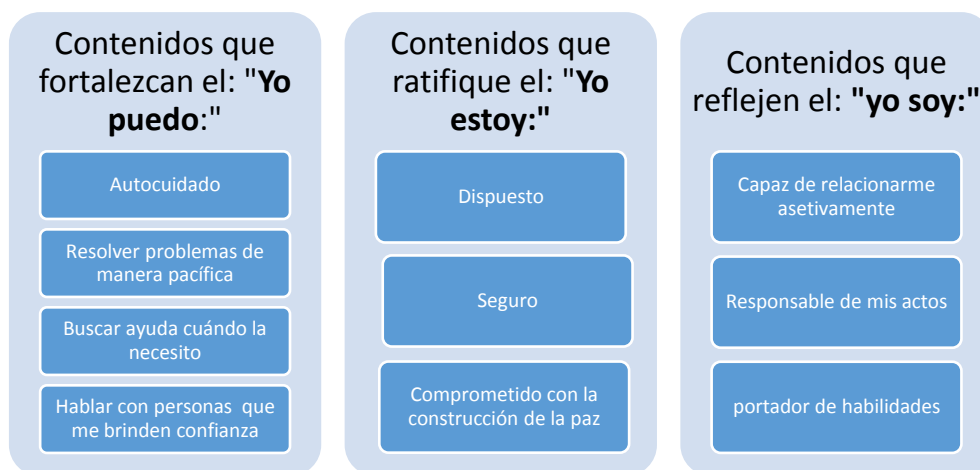 Contenidos que
fortalezcan el: "Yo
puedo:"
Autocuidado
Resolver problemas de
manera pacífica
Buscar ayuda cuándo la
necesito
Hablar con personas que
me brinden confianza
Contenidos que
ratifique el: "Yo
estoy:"
Dispuesto
Seguro
Comprometido con la
construcción de la paz
Contenidos que
reflejen el: "yo soy:"
Capaz de relacionarme
asetivamente
Responsable de mis actos
portador de habilidades